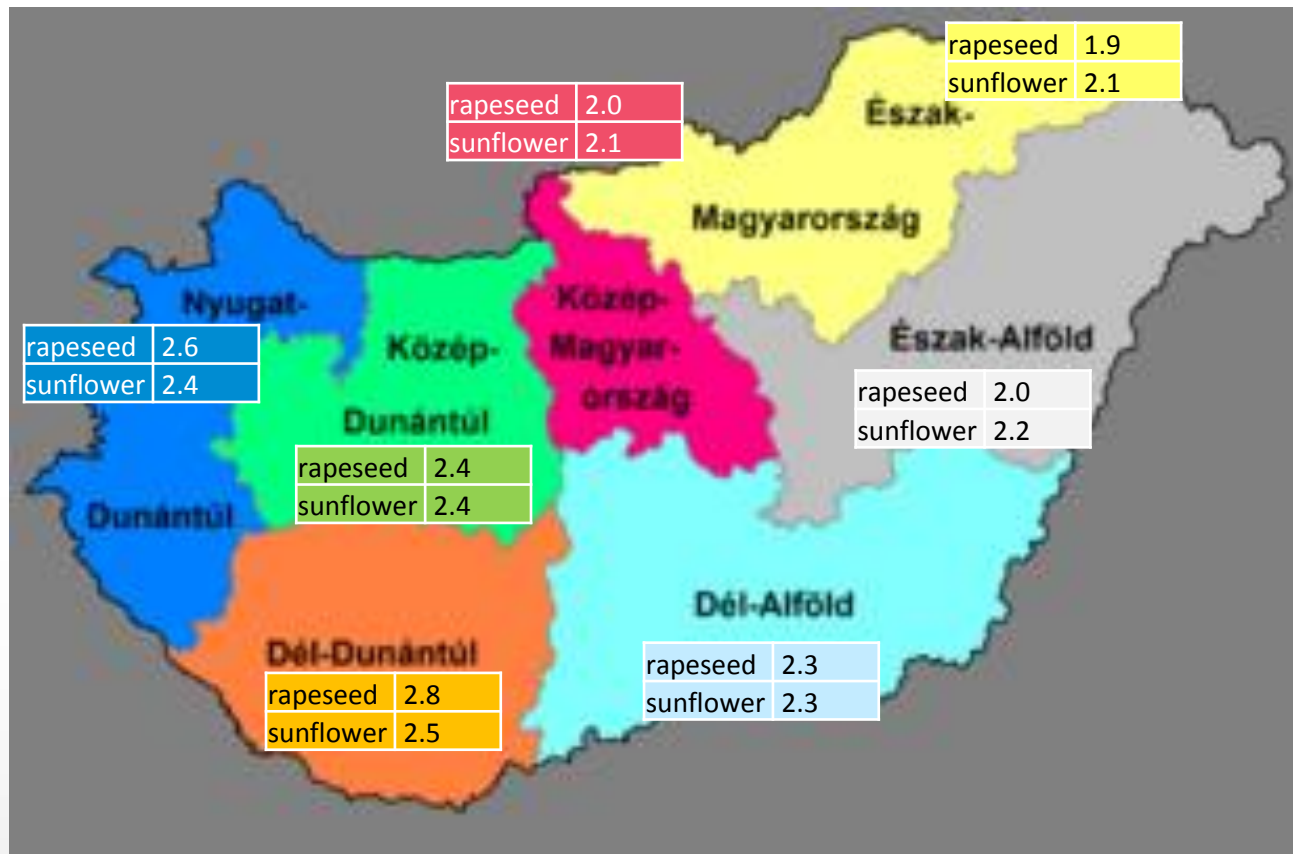 rapeseed 1.9
sunflower 2.1
rapeseed 2.0
sunflower 2.1
Észak-
Magyarország
Nyugat-
Dunántúl
rapeseed 2.6
sunflower 2.4
Közép-
Dunántúl
rapeseed 2.4
sunflower 2.4
Közép-
Magyar-
ország
Észak-Alföld
rapeseed 2.0
sunflower 2.2
Dél-Dunántúl
rapeseed 2.8
sunflower 2.5
Dél-Alföld
rapeseed 2.3
sunflower 2.3